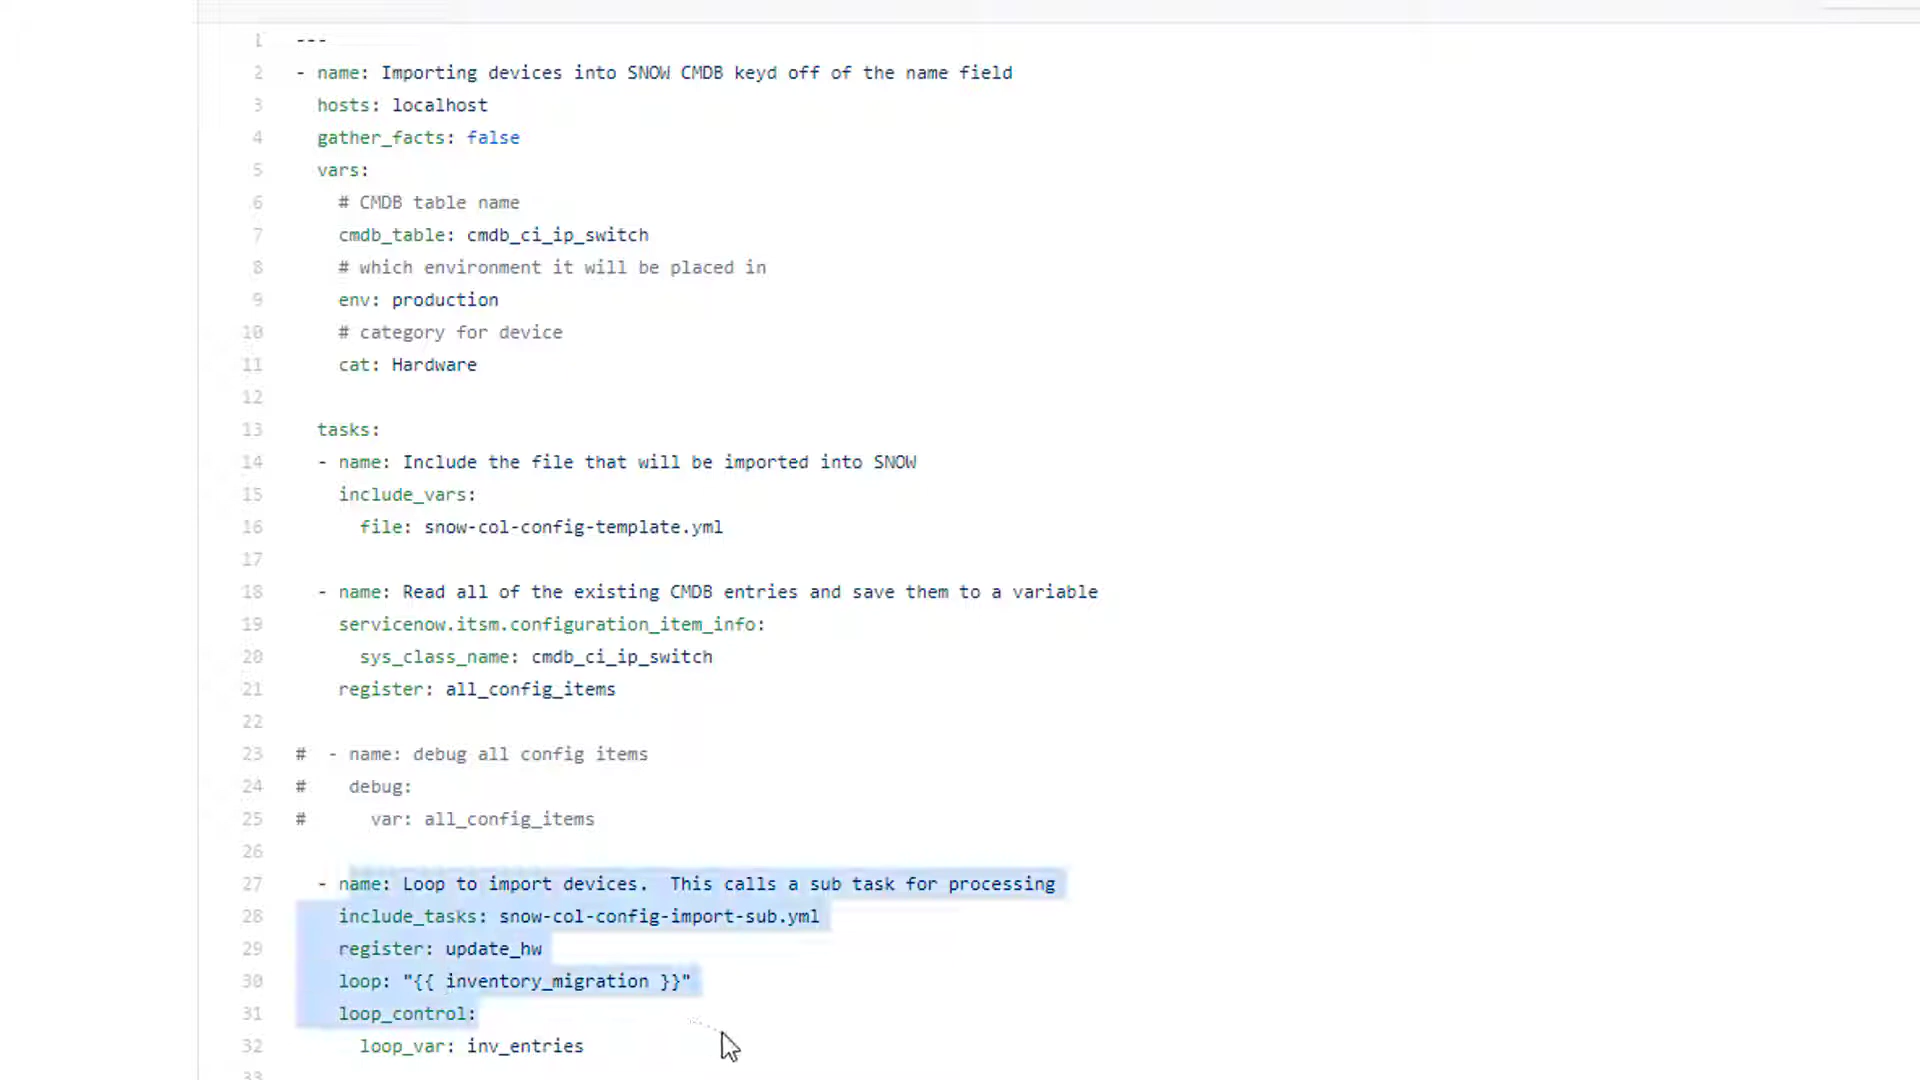 1 ---
2 - name: Importing devices into SNOW CMDB keyd off of the name field
3 hosts: localhost
4 gather_facts: false
5 vars:
6 # CMDB table name
7 cmdb_table: cmdb_ci_ip_switch
8 # which environment it will be placed in
9 env: production
10 # category for device
11 cat: Hardware
12
13 tasks:
14 - name: Include the file that will be imported into SNOW
15 include_vars:
16 file: snow-col-config-template.yml
17
18 - name: Read all of the existing CMDB entries and save them to a variable
19 servicenow.itsm.configuration_item_info:
20 sys_class_name: cmdb_ci_ip_switch
21 register: all_config_items
22
23 # - name: debug all config items
24 # debug:
25 # var: all_config_items
26
27 - name: Loop to import devices.  This calls a sub task for processing
28 include_tasks: snow-col-config-import-sub.yml
29 register: update_hw
30 loop: "{{ inventory_migration }}"
31 loop_control:
32 loop_var: inv_entries
33